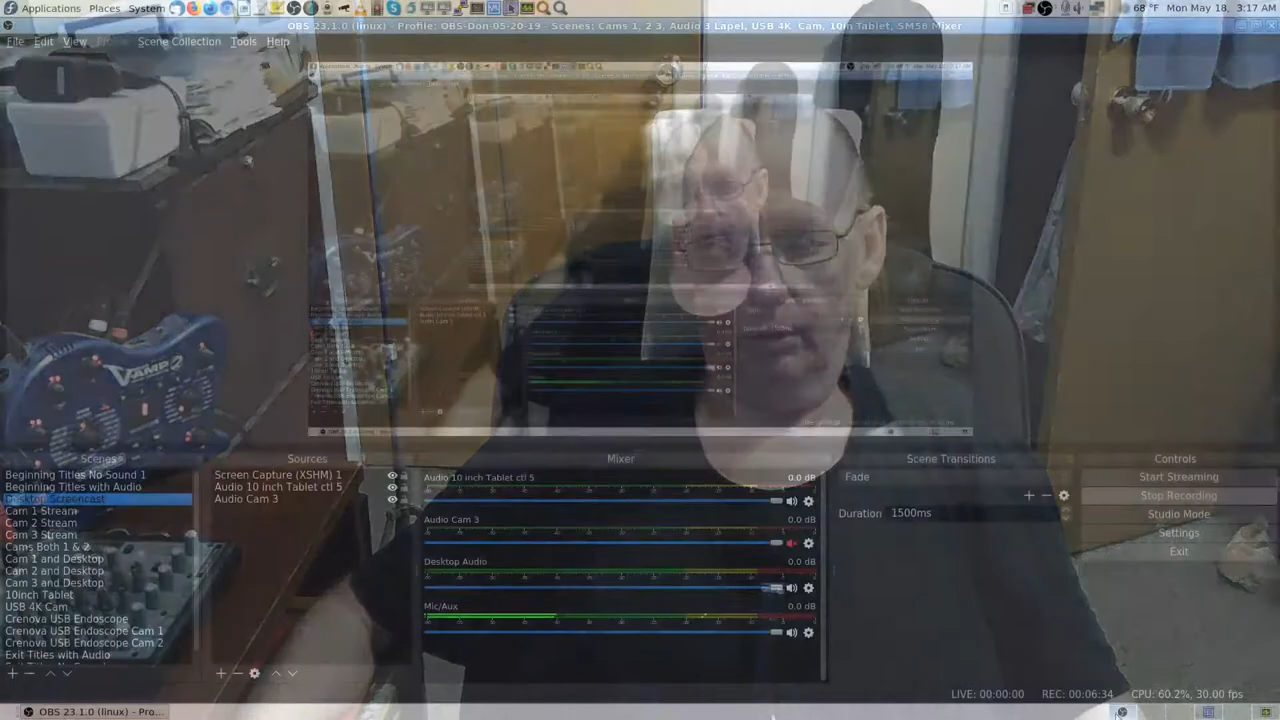 Applications Places System 68 °F Mon May 18, 3:17 AM
OBS 23.1.0 (linux) - Profile: OBS-Don-05-20-19 - Scenes: Cams 1, 2 3, Audio 3 Lapel, USB 4K Cam, 10in Tablet, SM58 Mixer
File Edit View Profile Scene Collection Tools Help
V-AMP 2
Scenes
Beginning Titles No Sound 1
Beginning Titles with Audio
Desktop Screencast
Cam 1 Stream
Cam 2 Stream
Cam 3 Stream
Cams Both 1 & 2
Cam 1 and Desktop
Cam 2 and Desktop
Cam 3 and Desktop
10inch Tablet
USB 4K Cam
Crenova USB Endoscope
Crenova USB Endoscope Cam 1
Crenova USB Endoscope Cam 2
Exit Titles with Audio
Sources
Screen Capture (XSHM) 1
Audio 10 inch Tablet ctl 5
Audio Cam 3
Mixer
Audio 10 inch Tablet ctl 5 0.0 dB
Audio Cam 3 0.0 dB
Desktop Audio 0.0 dB
Mic/Aux 0.0 dB
Scene Transitions
Fade
Duration 1500ms
Controls
Start Streaming
Stop Recording
Studio Mode
Settings
Exit
LIVE: 00:00:00 REC: 00:06:34 CPU: 60.2%, 30.00 fps
OBS 23.1.0 (linux) - Pro...